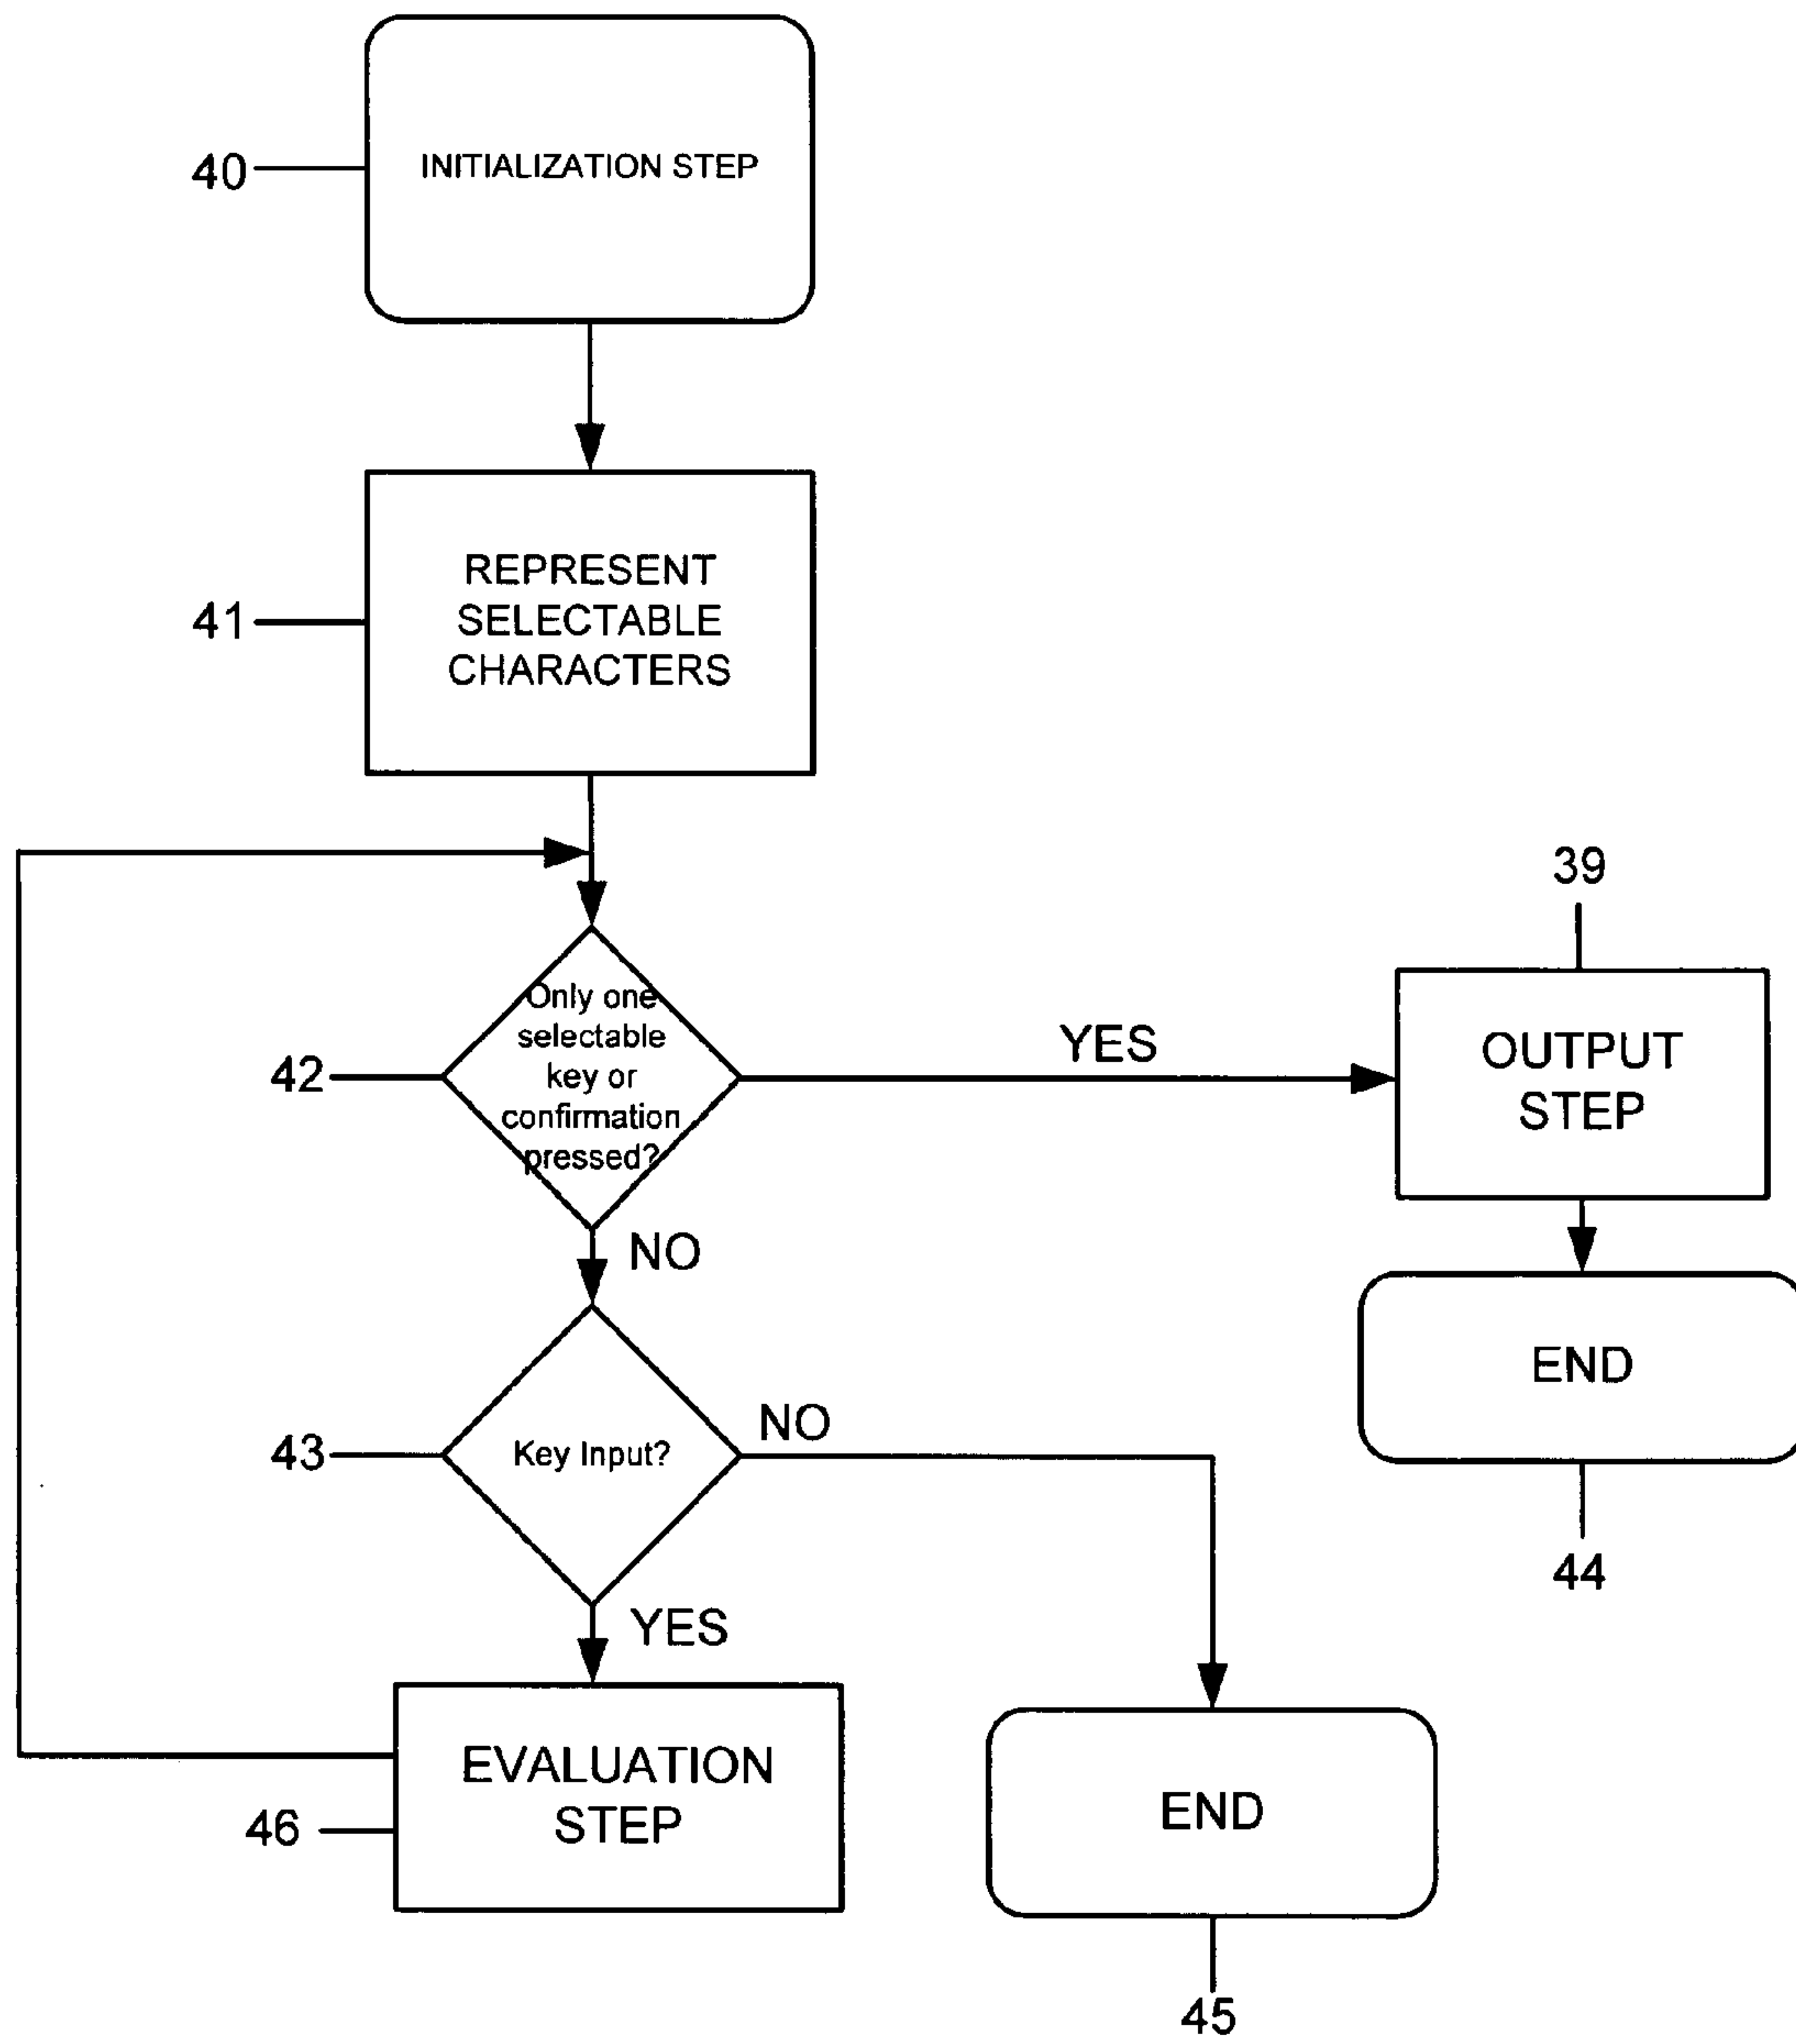 40
INITIALIZATION STEP
41
REPRESENT
SELECTABLE
CHARACTERS
42
Only one
selectable
key or
confirmation
pressed?
YES
39
OUTPUT
STEP
END
44
NO
43
Key Input?
NO
YES
46
EVALUATION
STEP
END
45